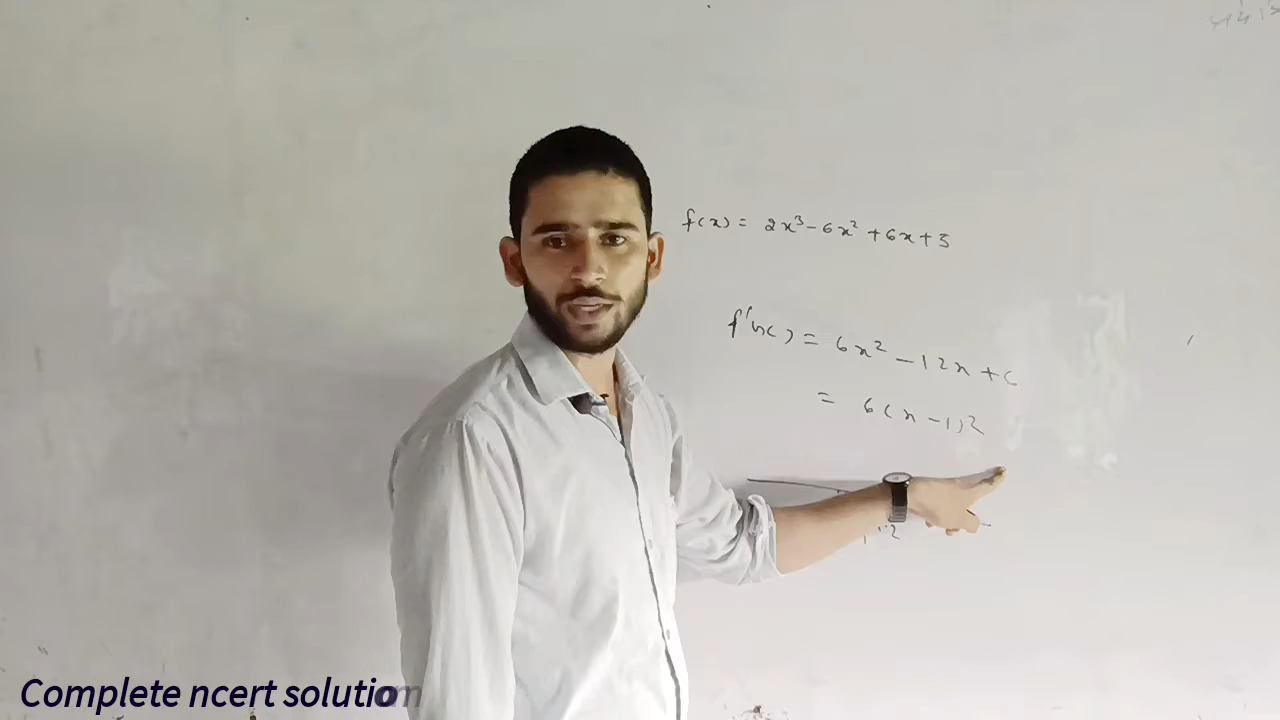 f(x) = 2x³ - 6x² + 6x + 5
f'(x) = 6x² - 12x + 6
= 6(x - 1)²
Complete ncert solution